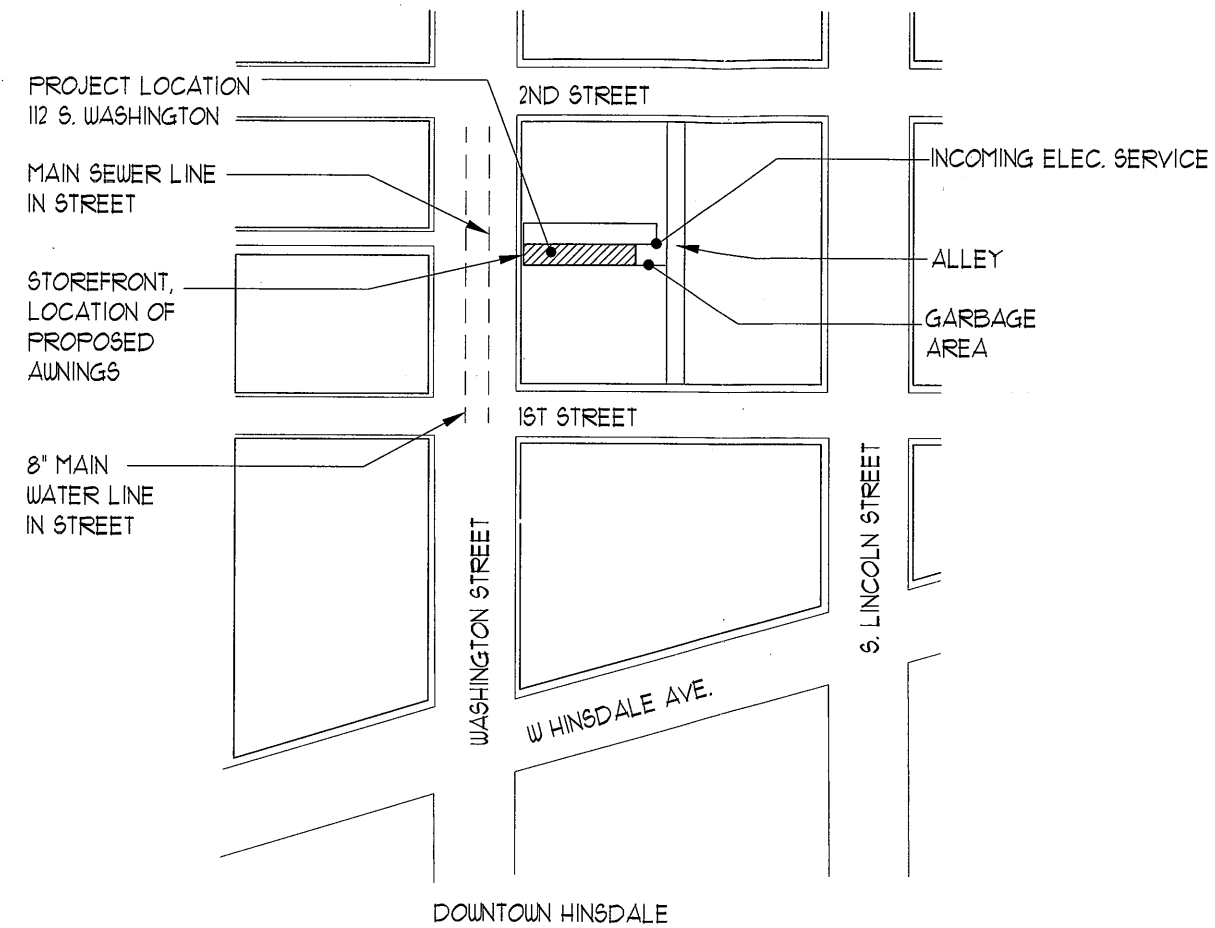 PROJECT LOCATION
112 S. WASHINGTON
2ND STREET
MAIN SEWER LINE
IN STREET
INCOMING ELEC. SERVICE
STOREFRONT,
LOCATION OF
PROPOSED
AWNINGS
ALLEY
GARBAGE
AREA
1ST STREET
8" MAIN
WATER LINE
IN STREET
WASHINGTON STREET
S. LINCOLN STREET
W HINSDALE AVE.
DOWNTOWN HINSDALE